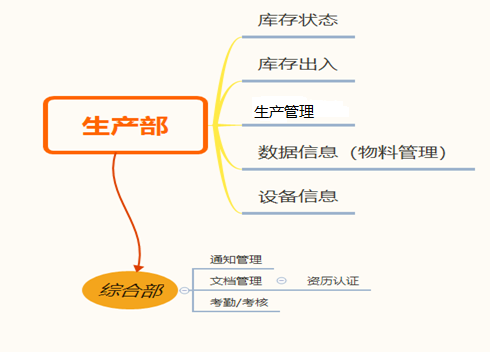 库存状态
库存出入
生产管理
生产部
数据信息（物料管理）
设备信息
通知管理
综合部
文档管理
资历认证
考勤/考核